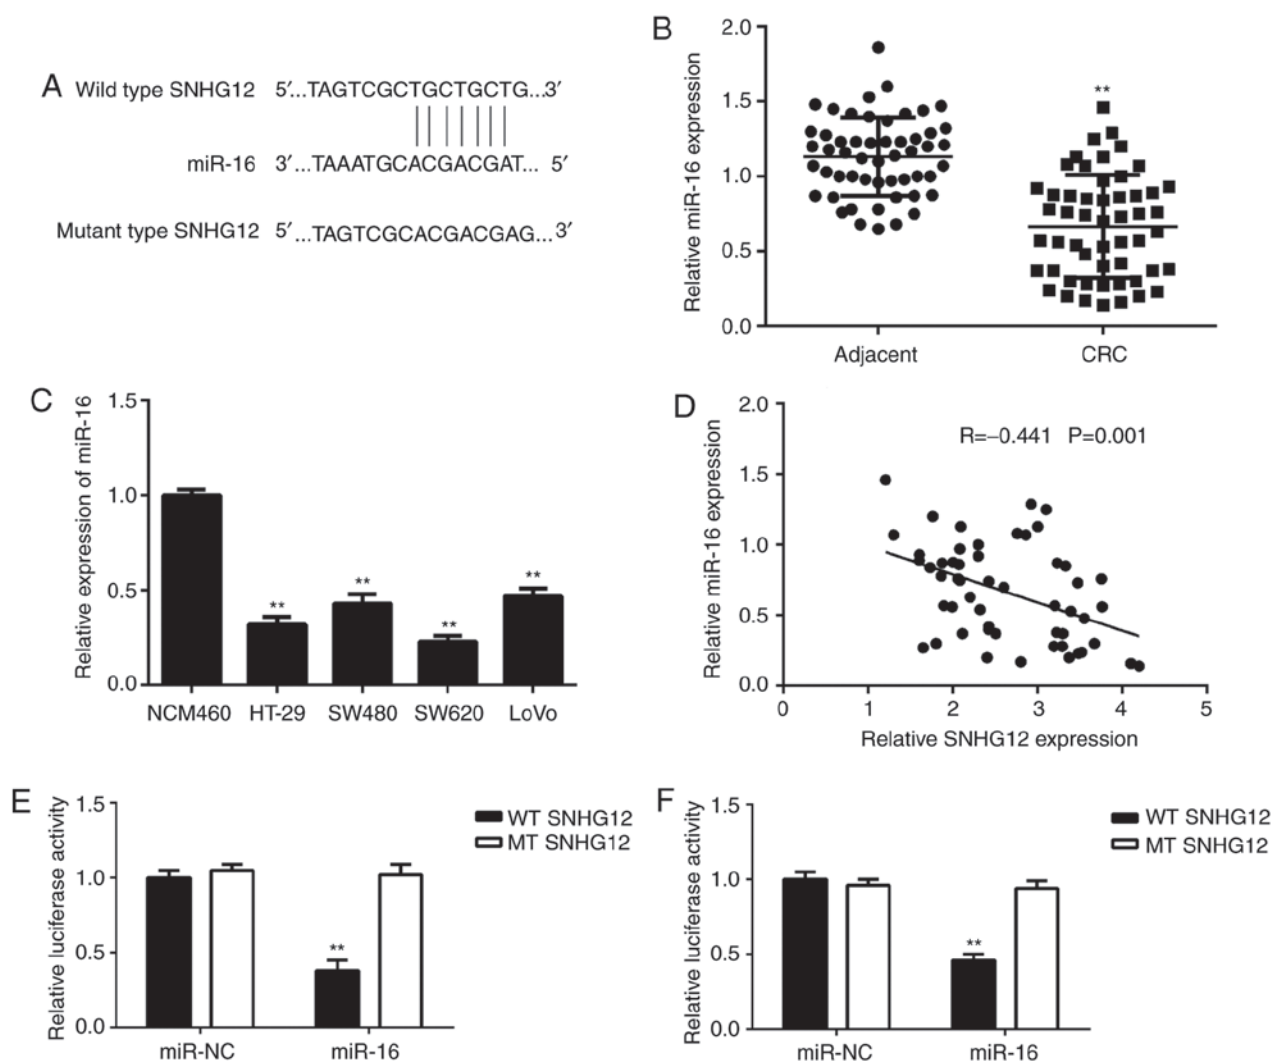 A
Wild type SNHG12 5′...TAGTCGCTGCTGCTG...3′
miR-16 3′...TAAATGCACGACGAT... 5′
Mutant type SNHG12 5′...TAGTCGCACGACGAG...3′
B
Relative miR-16 expression
2.0
1.5
1.0
0.5
0.0
**
Adjacent CRC
C
Relative expression of miR-16
1.5
1.0
0.5
0.0
** ** ** **
NCM460 HT-29 SW480 SW620 LoVo
D
Relative miR-16 expression
2.0
1.5
1.0
0.5
0.0
R=–0.441 P=0.001
0 1 2 3 4 5
Relative SNHG12 expression
E
Relative luciferase activity
1.5
1.0
0.5
0.0
**
WT SNHG12
MT SNHG12
miR-NC miR-16
F
Relative luciferase activity
1.5
1.0
0.5
0.0
**
WT SNHG12
MT SNHG12
miR-NC miR-16